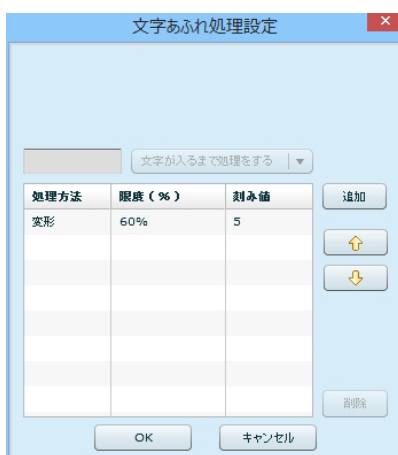 文字あふれ処理設定
文字が入るまで処理をする
処理方法 限度（%） 刻み値 追加
変形 60% 5
削除
OK キャンセル